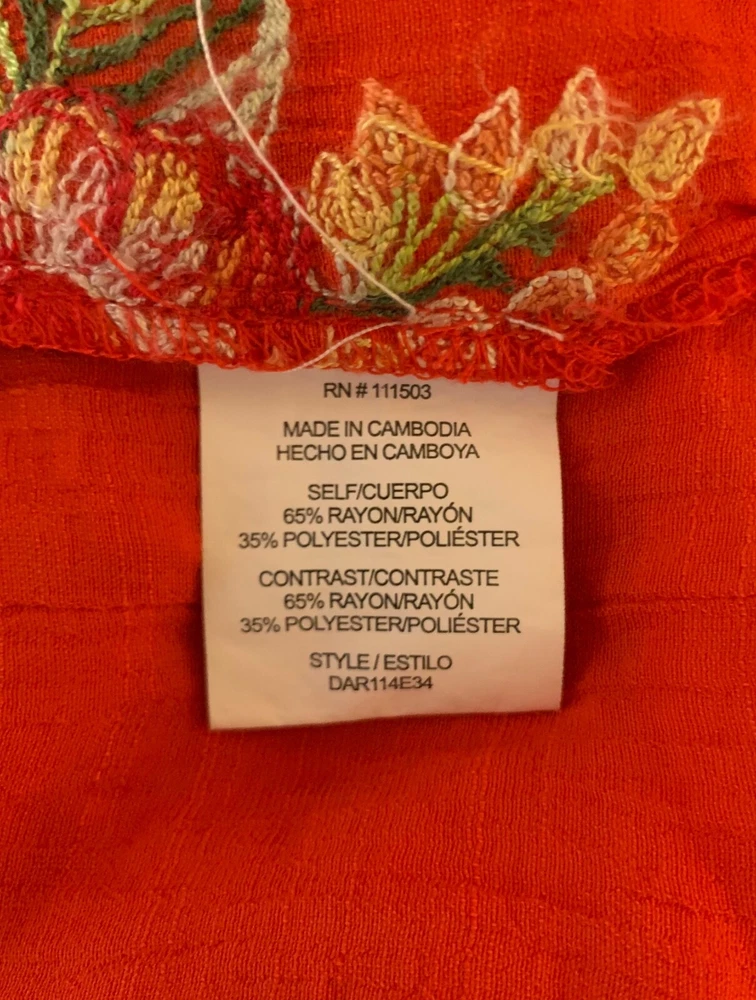 RN # 111503
MADE IN CAMBODIA
HECHO EN CAMBOYA
SELF/CUERPO
65% RAYON/RAYÓN
35% POLYESTER/POLIÉSTER
CONTRAST/CONTRASTE
65% RAYON/RAYÓN
35% POLYESTER/POLIÉSTER
STYLE / ESTILO
DAR114E34